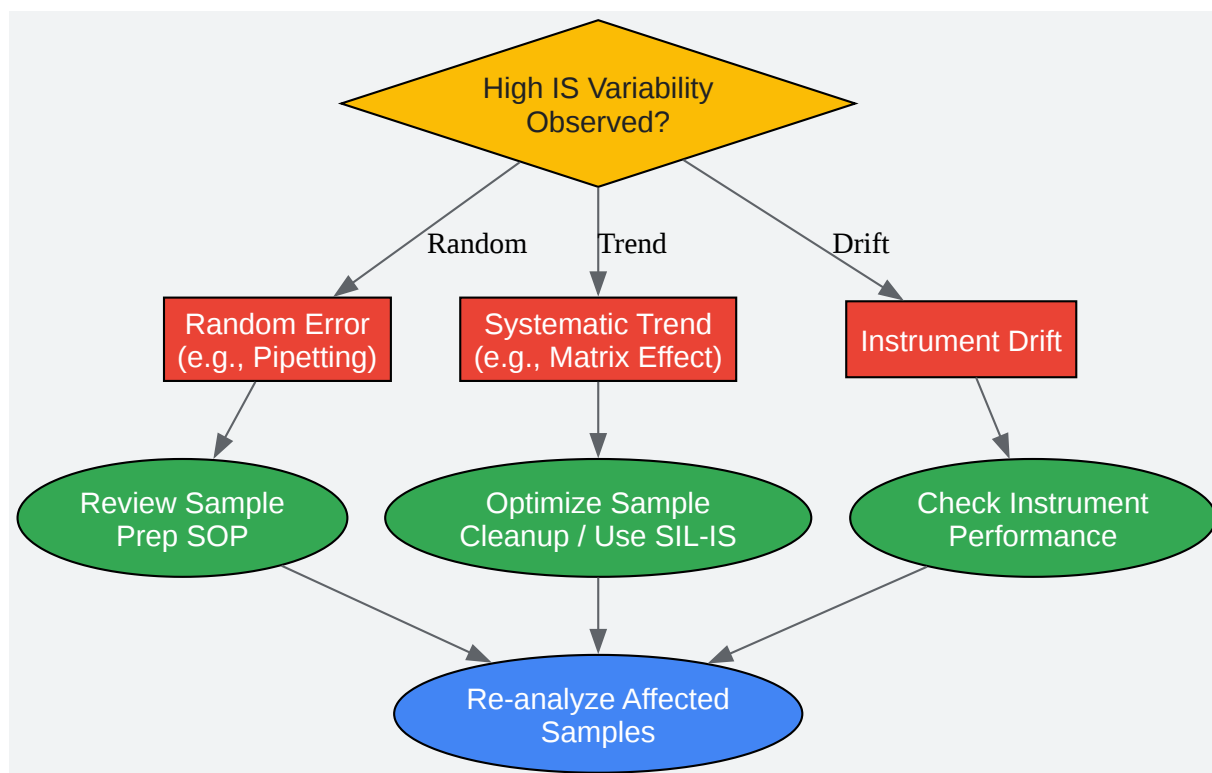 High IS Variability
Observed?
Random
Trend
Drift
Random Error
(e.g., Pipetting)
Systematic Trend
(e.g., Matrix Effect)
Instrument Drift
Review Sample
Prep SOP
Optimize Sample
Cleanup / Use SIL-IS
Check Instrument
Performance
Re-analyze Affected
Samples